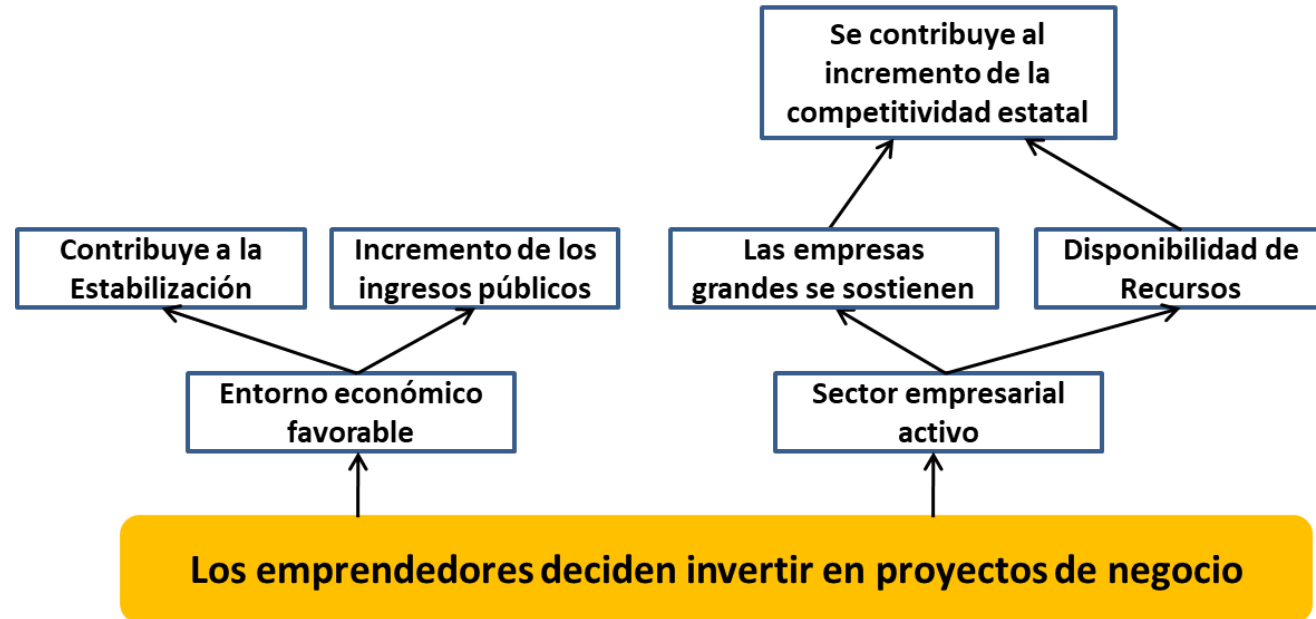 Se contribuye al
incremento de la
competitividad estatal
Contribuye a la
Estabilización
Incremento de los
ingresos públicos
Las empresas
grandes se sostienen
Disponibilidad de
Recursos
Entorno económico
favorable
Sector empresarial
activo
Los emprendedores deciden invertir en proyectos de negocio